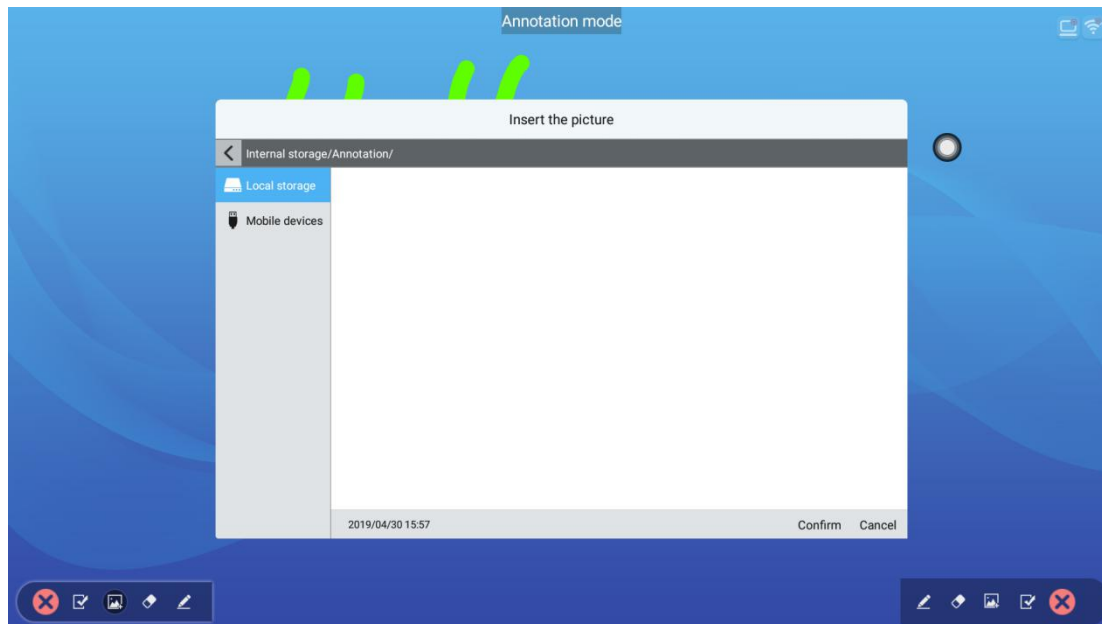 Annotation mode
Insert the picture
Internal storage/Annotation/
Local storage
Mobile devices
2019/04/30 15:57
Confirm Cancel